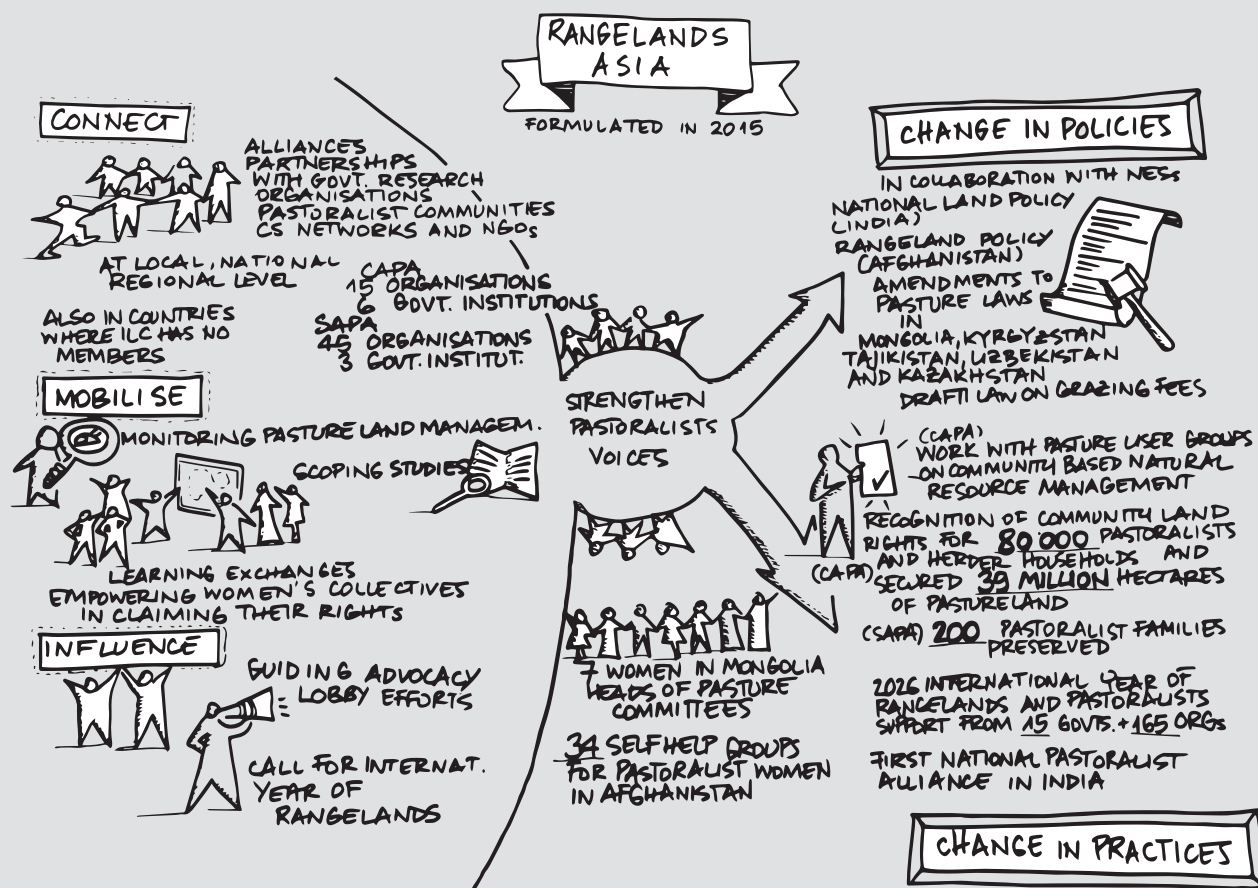 RANGELANDS
ASIA
FORMULATED IN 2015
CONNECT
ALLIANCES
PARTNERSHIPS
WITH GOVT. RESEARCH
ORGANISATIONS
PASTORALIST COMMUNITIES
CS NETWORKS AND NGOs
AT LOCAL, NATIONAL
REGIONAL LEVEL
CAPA
15 ORGANISATIONS
6 GOVT. INSTITUTIONS
SAPA
45 ORGANISATIONS
3 GOVT. INSTITUT.
ALSO IN COUNTRIES
WHERE ILC HAS NO
MEMBERS
MOBILISE
MONITORING PASTURE LAND MANAGEM.
SCOPING STUDIES
LEARNING EXCHANGES
EMPOWERING WOMEN'S COLLECTIVES
IN CLAIMING THEIR RIGHTS
INFLUENCE
GUIDING ADVOCACY
LOBBY EFFORTS
CALL FOR INTERNAT.
YEAR OF
RANGELANDS
STRENGTHEN
PASTORALISTS
VOICES
7 WOMEN IN MONGOLIA
HEADS OF PASTURE
COMMITTEES
34 SELFHELP GROUPS
FOR PASTORALIST WOMEN
IN AFGHANISTAN
CHANGE IN POLICIES
IN COLLABORATION WITH NESs
NATIONAL LAND POLICY
(INDIA)
RANGELAND POLICY
(AFGHANISTAN)
AMENDMENTS TO
PASTURE LAWS
IN
MONGOLIA, KYRGYZSTAN
TAJIKISTAN, UZBEKISTAN
AND KAZAKHSTAN
DRAFT LAW ON GRAZING FEES
(CAPA)
WORK WITH PASTURE USER GROUPS
ON COMMUNITY BASED NATURAL
RESOURCE MANAGEMENT
RECOGNITION OF COMMUNITY LAND
RIGHTS FOR 80'000 PASTORALISTS
AND HERDER HOUSEHOLDS AND
(CAPA) SECURED 39 MILLION HECTARES
OF PASTURELAND
(SAPA) 200 PASTORALIST FAMILIES
PRESERVED
2026 INTERNATIONAL YEAR OF
RANGELANDS AND PASTORALISTS
SUPPORT FROM 15 GOVTS. + 165 ORGs
FIRST NATIONAL PASTORALIST
ALLIANCE IN INDIA
CHANGE IN PRACTICES